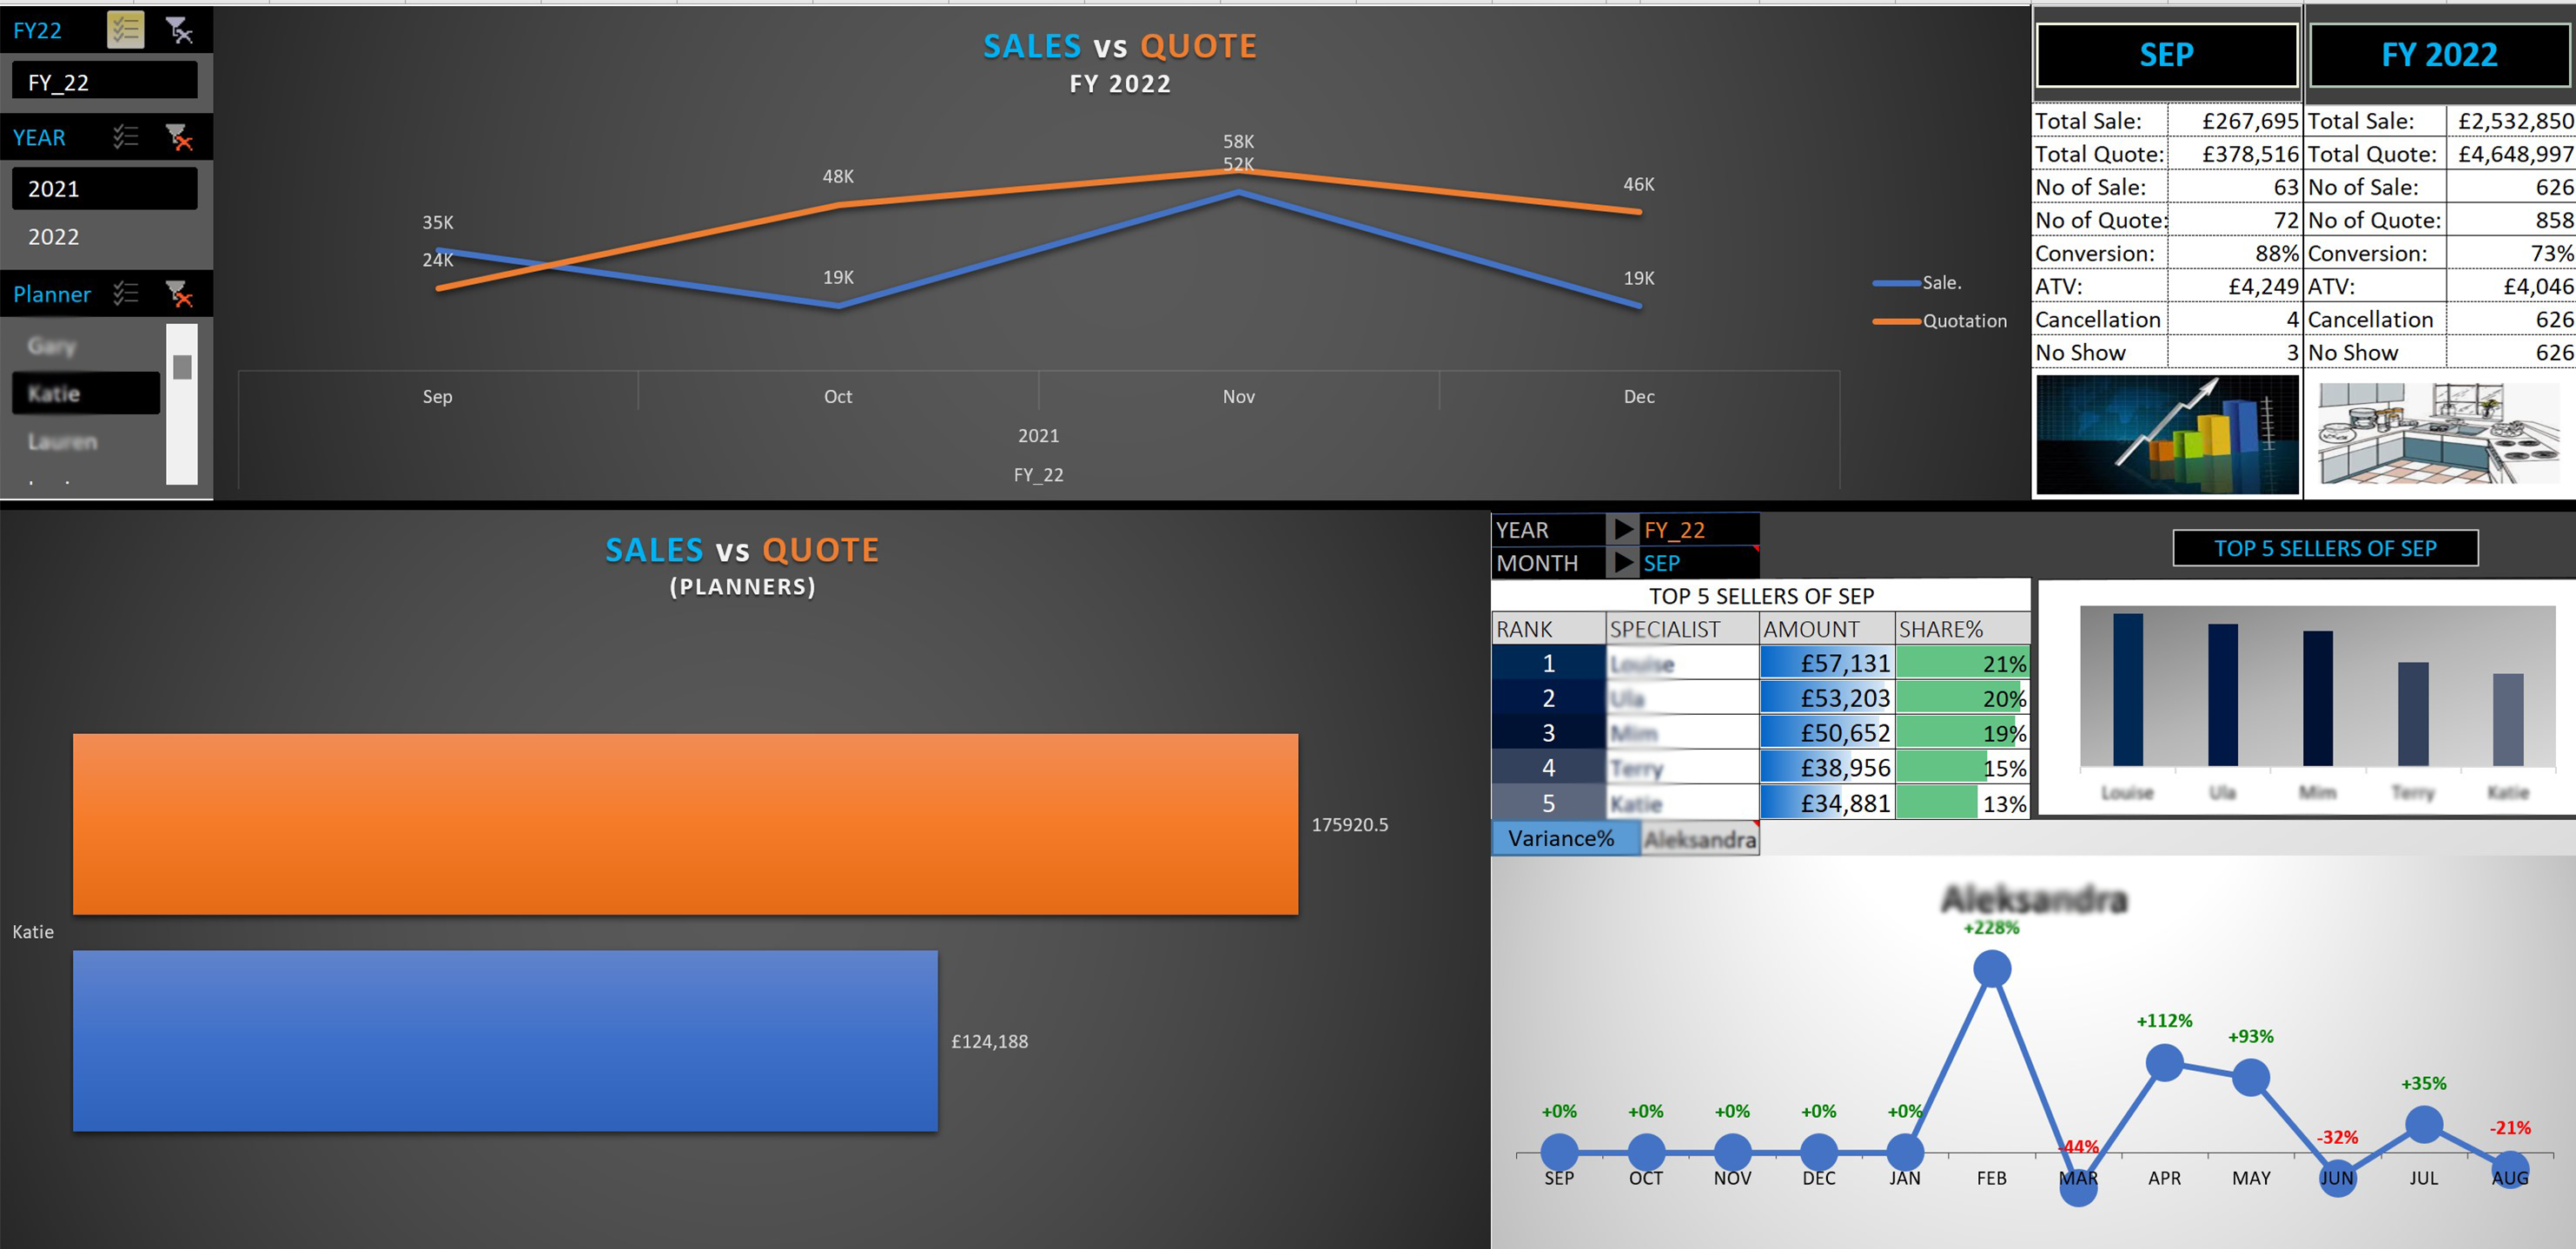 FY22
FY_22
YEAR
2021
2022
Planner
Gary
Katie
Lauren
SALES vs QUOTE
FY 2022
58K
52K
48K
46K
35K
24K
19K
19K
Sale.
Quotation
Sep Oct Nov Dec
2021
FY_22
SEP FY 2022
Total Sale: £267,695 Total Sale: £2,532,850
Total Quote: £378,516 Total Quote: £4,648,997
No of Sale: 63 No of Sale: 626
No of Quote: 72 No of Quote: 858
Conversion: 88% Conversion: 73%
ATV: £4,249 ATV: £4,046
Cancellation 4 Cancellation 626
No Show 3 No Show 626
SALES vs QUOTE
(PLANNERS)
175920.5
Katie
£124,188
YEAR FY_22
MONTH SEP
TOP 5 SELLERS OF SEP
RANK SPECIALIST AMOUNT SHARE%
1 Louise £57,131 21%
2 Ula £53,203 20%
3 Mim £50,652 19%
4 Terry £38,956 15%
5 Katie £34,881 13%
Variance% Aleksandra
TOP 5 SELLERS OF SEP
Louise Ula Mim Terry Katie
Aleksandra
+228%
+112%
+93%
+35%
+0% +0% +0% +0% +0%
-44%
-32%
-21%
SEP OCT NOV DEC JAN FEB MAR APR MAY JUN JUL AUG